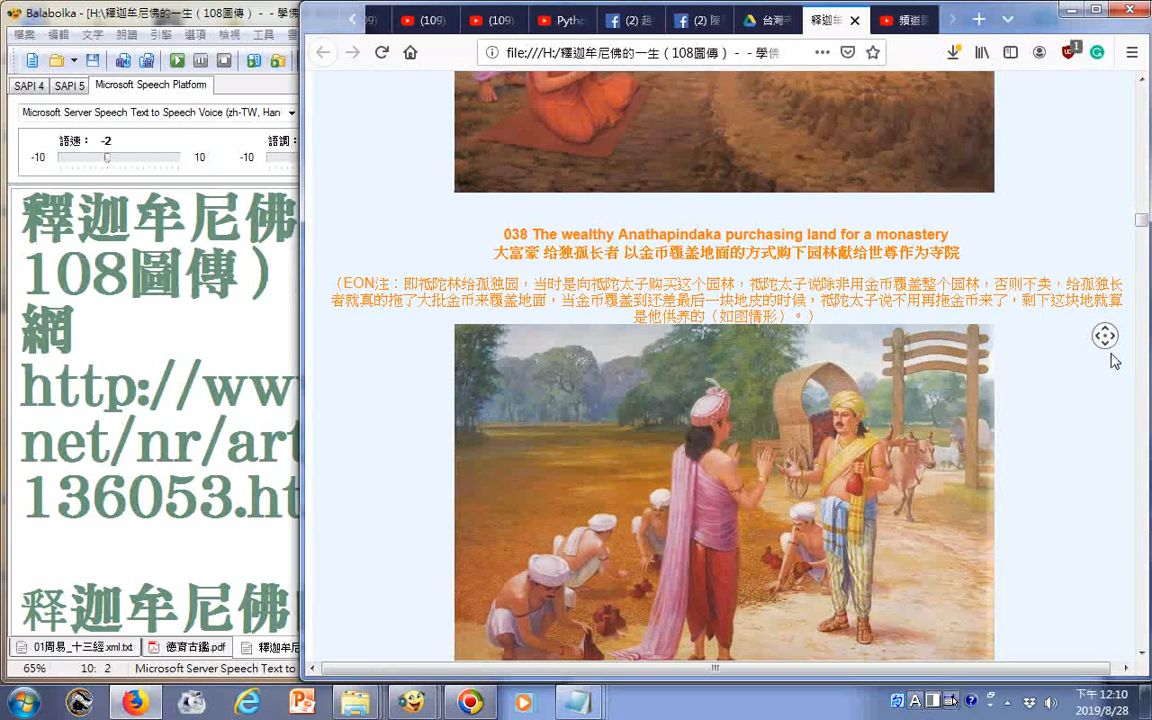 Balabolka - [H:\釋迦牟尼佛的一生（108圖傳）- - 學佛
檔案 編輯 文字 朗讀 引擎 選項 檢視 工具
SAPI 4 SAPI 5 Microsoft Speech Platform
Microsoft Server Speech Text to Speech Voice (zh-TW, Han
語速： -2 語調：
-10 10 -10
釋迦牟尼佛
108圖傳）
網
http://ww
net/nr/art
136053.ht
释迦牟尼佛
01周易_十三經.xml.txt 德育古鑑.pdf 釋迦牟
65% 10: 2 Microsoft Server Speech Text to
(109) (109) Pytho (2) (2) 陳 台灣 釋迦牟 頻道
file:///H:/釋迦牟尼佛的一生（108圖傳）- - 學佛
038 The wealthy Anathapindaka purchasing land for a monastery
大富豪 给独孤长者 以金币覆盖地面的方式购下园林献给世尊作为寺院
（EON注：即祗陀林给孤独园，当时是向祗陀太子购买这个园林，祗陀太子说除非用金币覆盖整个园林，否则不卖，给孤独长
者就真的拖了大批金币来覆盖地面，当金币覆盖到还差最后一块地皮的时候，祗陀太子说不用再拖金币来了，剩下这块地就算
是他供养的（如图情形）。）
下午 12:10
2019/8/28